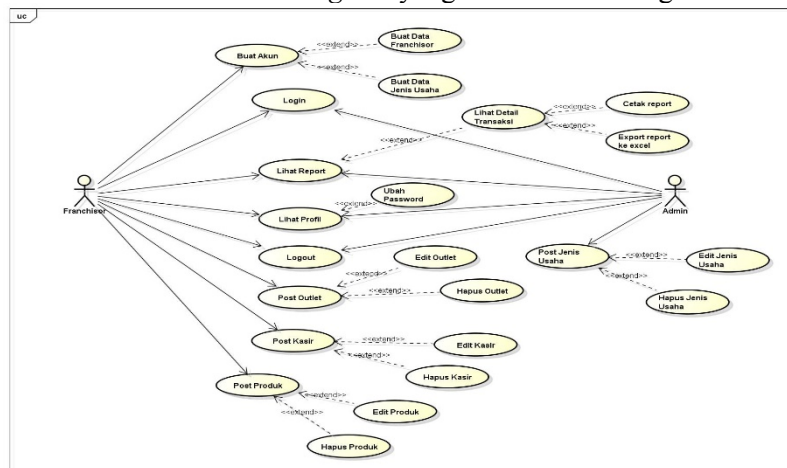 uc
Buat Akun
<<extend>>
Buat Data
Franchisor
<<extend>>
Buat Data
Jenis Usaha
Login
Lihat Detail
Transaksi
<<extend>>
Cetak report
<<extend>>
Export report
ke excel
<<extend>>
Lihat Report
Ubah
Password
<<extend>>
Franchisor
Admin
Lihat Profil
Logout
Post Jenis
Usaha
<<extend>>
Edit Jenis
Usaha
<<extend>>
Hapus Jenis
Usaha
<<extend>>
Edit Outlet
Post Outlet
<<extend>>
Hapus Outlet
Post Kasir
<<extend>>
Edit Kasir
<<extend>>
Hapus Kasir
Post Produk
<<extend>>
Edit Produk
<<extend>>
Hapus Produk